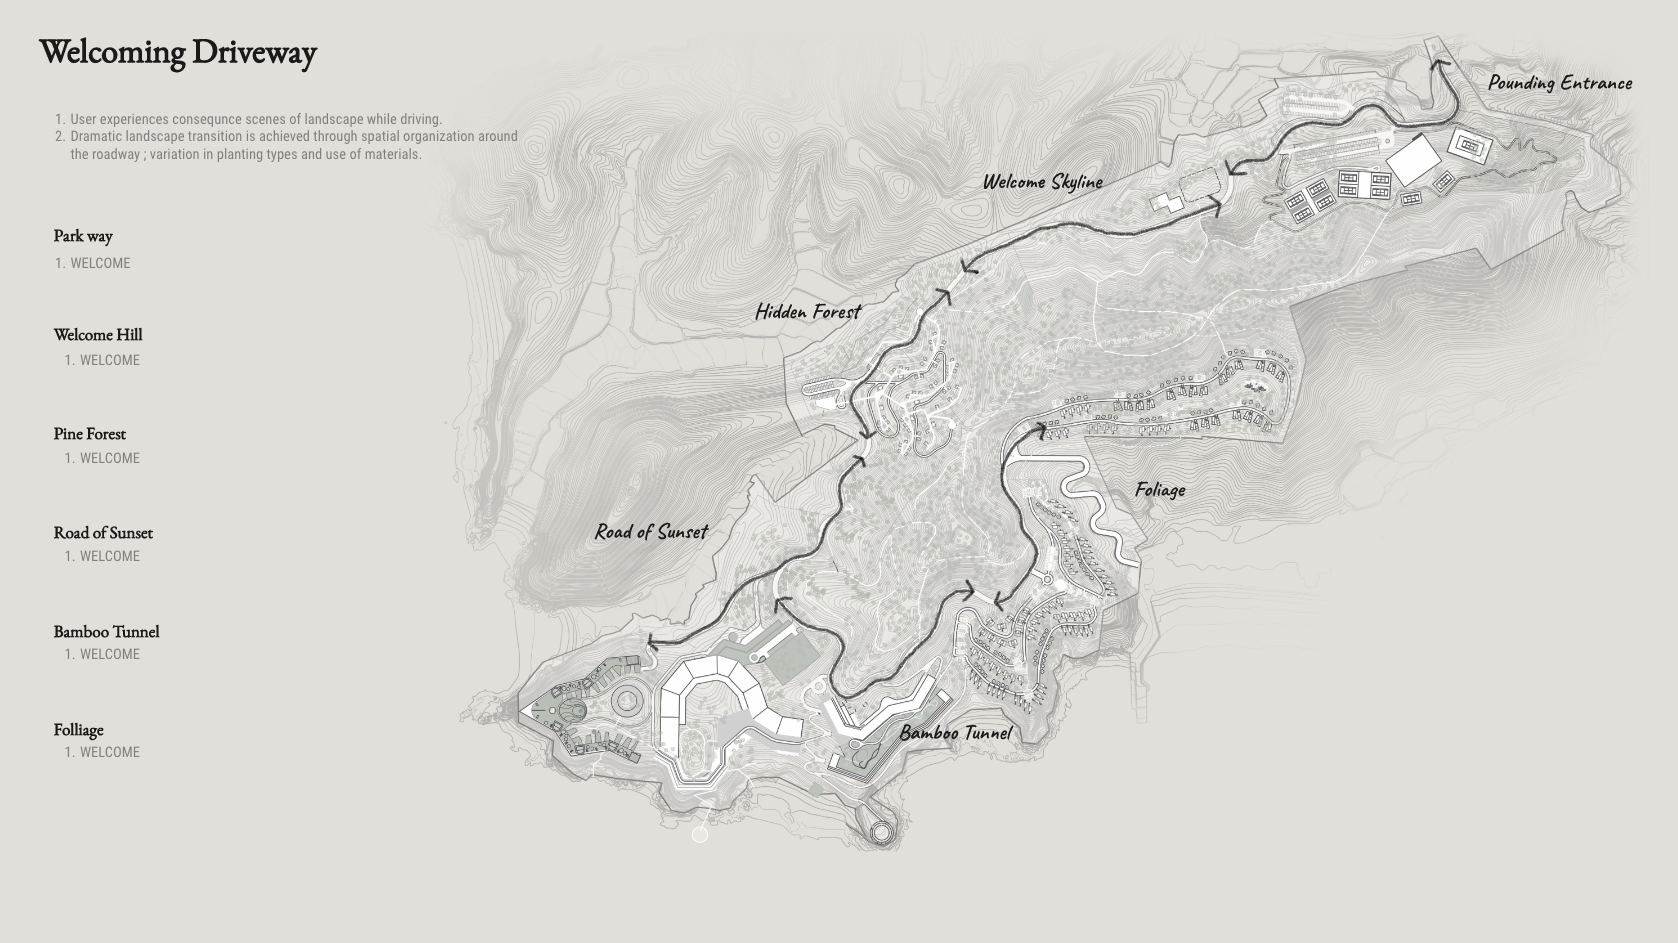 Welcoming Driveway
1. User experiences consequnce scenes of landscape while driving.
2. Dramatic landscape transition is achieved through spatial organization around
the roadway ; variation in planting types and use of materials.
Park way
1. WELCOME
Welcome Hill
1. WELCOME
Pine Forest
1. WELCOME
Road of Sunset
1. WELCOME
Bamboo Tunnel
1. WELCOME
Folliage
1. WELCOME
Pounding Entrance
Welcome Skyline
Hidden Forest
Foliage
Road of Sunset
Bamboo Tunnel